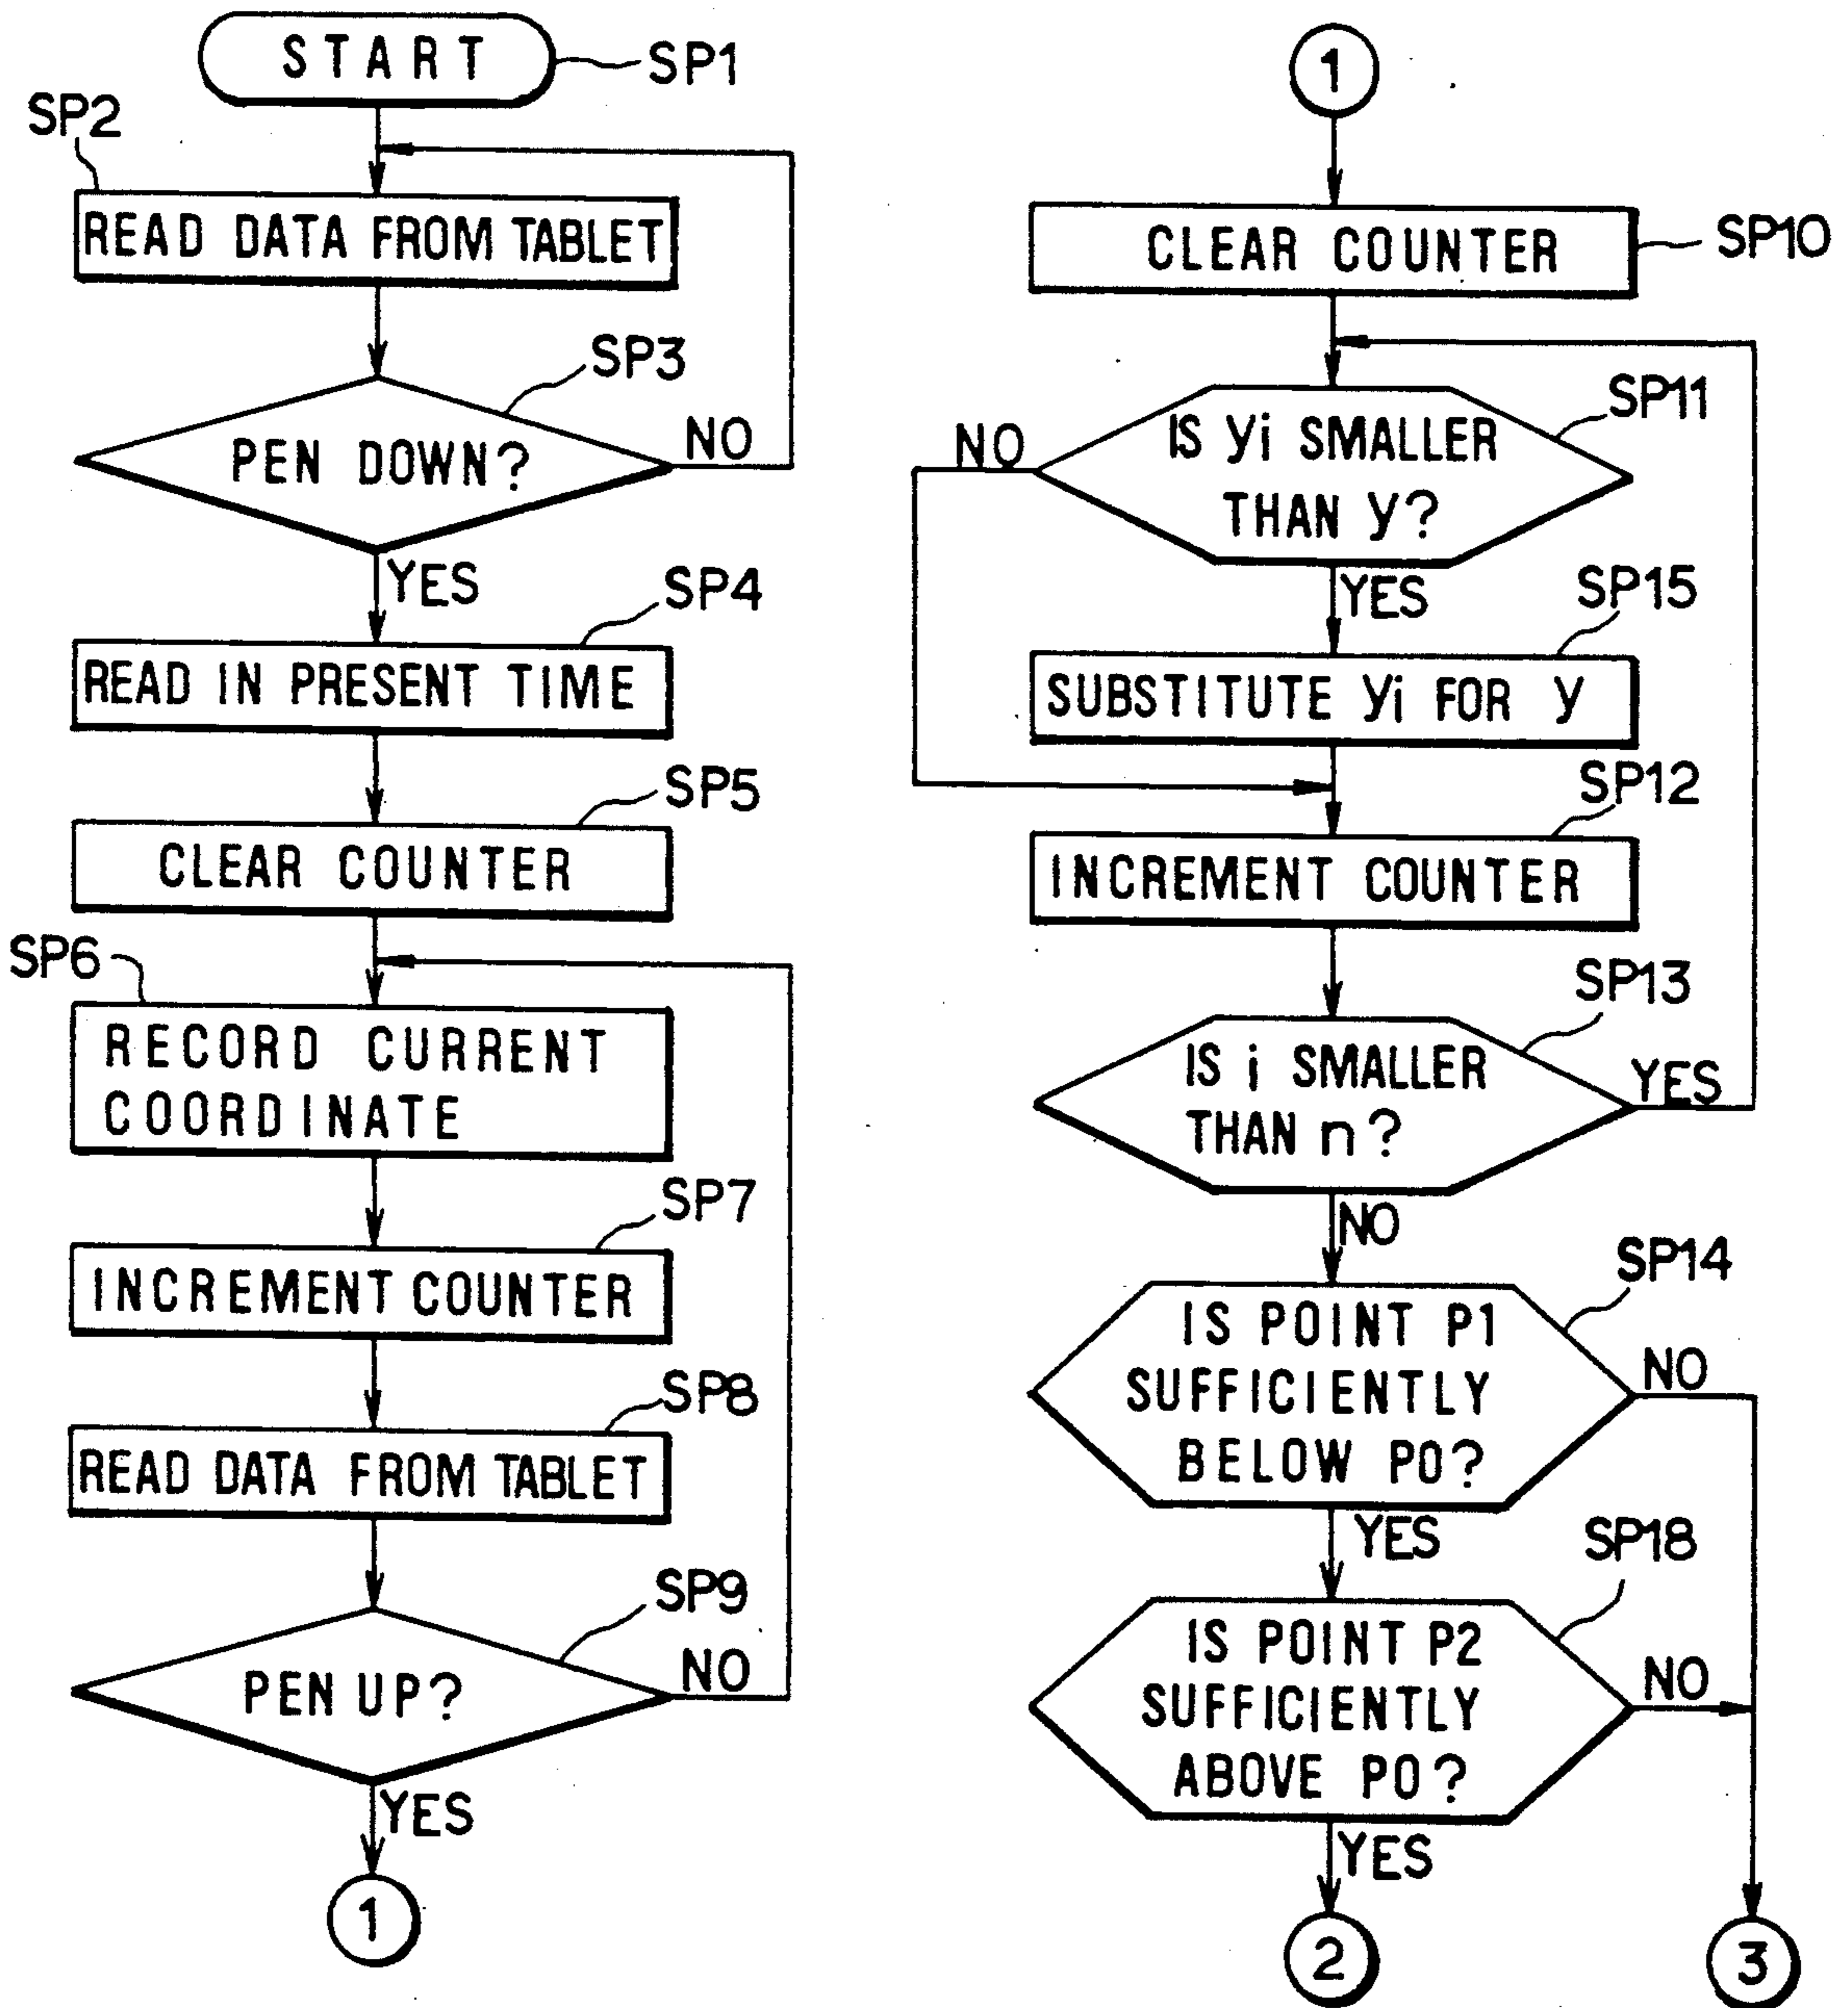 START
SP1
SP2
READ DATA FROM TABLET
SP3
PEN DOWN?
NO
YES
SP4
READ IN PRESENT TIME
SP5
CLEAR COUNTER
SP6
RECORD CURRENT
COORDINATE
SP7
INCREMENT COUNTER
SP8
READ DATA FROM TABLET
SP9
PEN UP?
NO
YES
1
1
CLEAR COUNTER
SP10
SP11
IS yi SMALLER
THAN y?
NO
YES
SP15
SUBSTITUTE yi FOR y
SP12
INCREMENT COUNTER
SP13
IS i SMALLER
THAN n?
YES
NO
SP14
IS POINT P1
SUFFICIENTLY
BELOW P0?
NO
YES
SP18
IS POINT P2
SUFFICIENTLY
ABOVE P0?
NO
YES
2
3